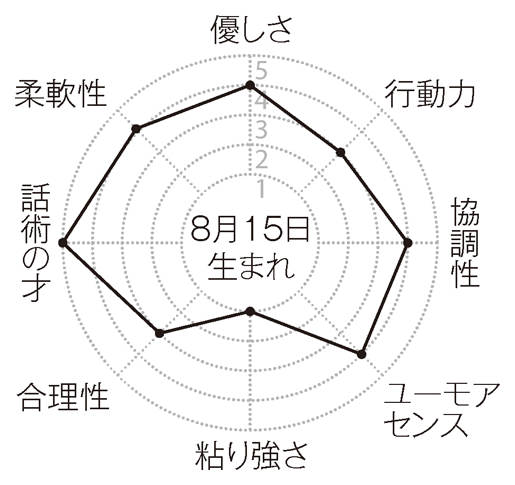 優しさ
行動力
協調性
ユーモア
センス
粘り強さ
合理性
話術の才
柔軟性
5
4
3
2
1
8月15日
生まれ